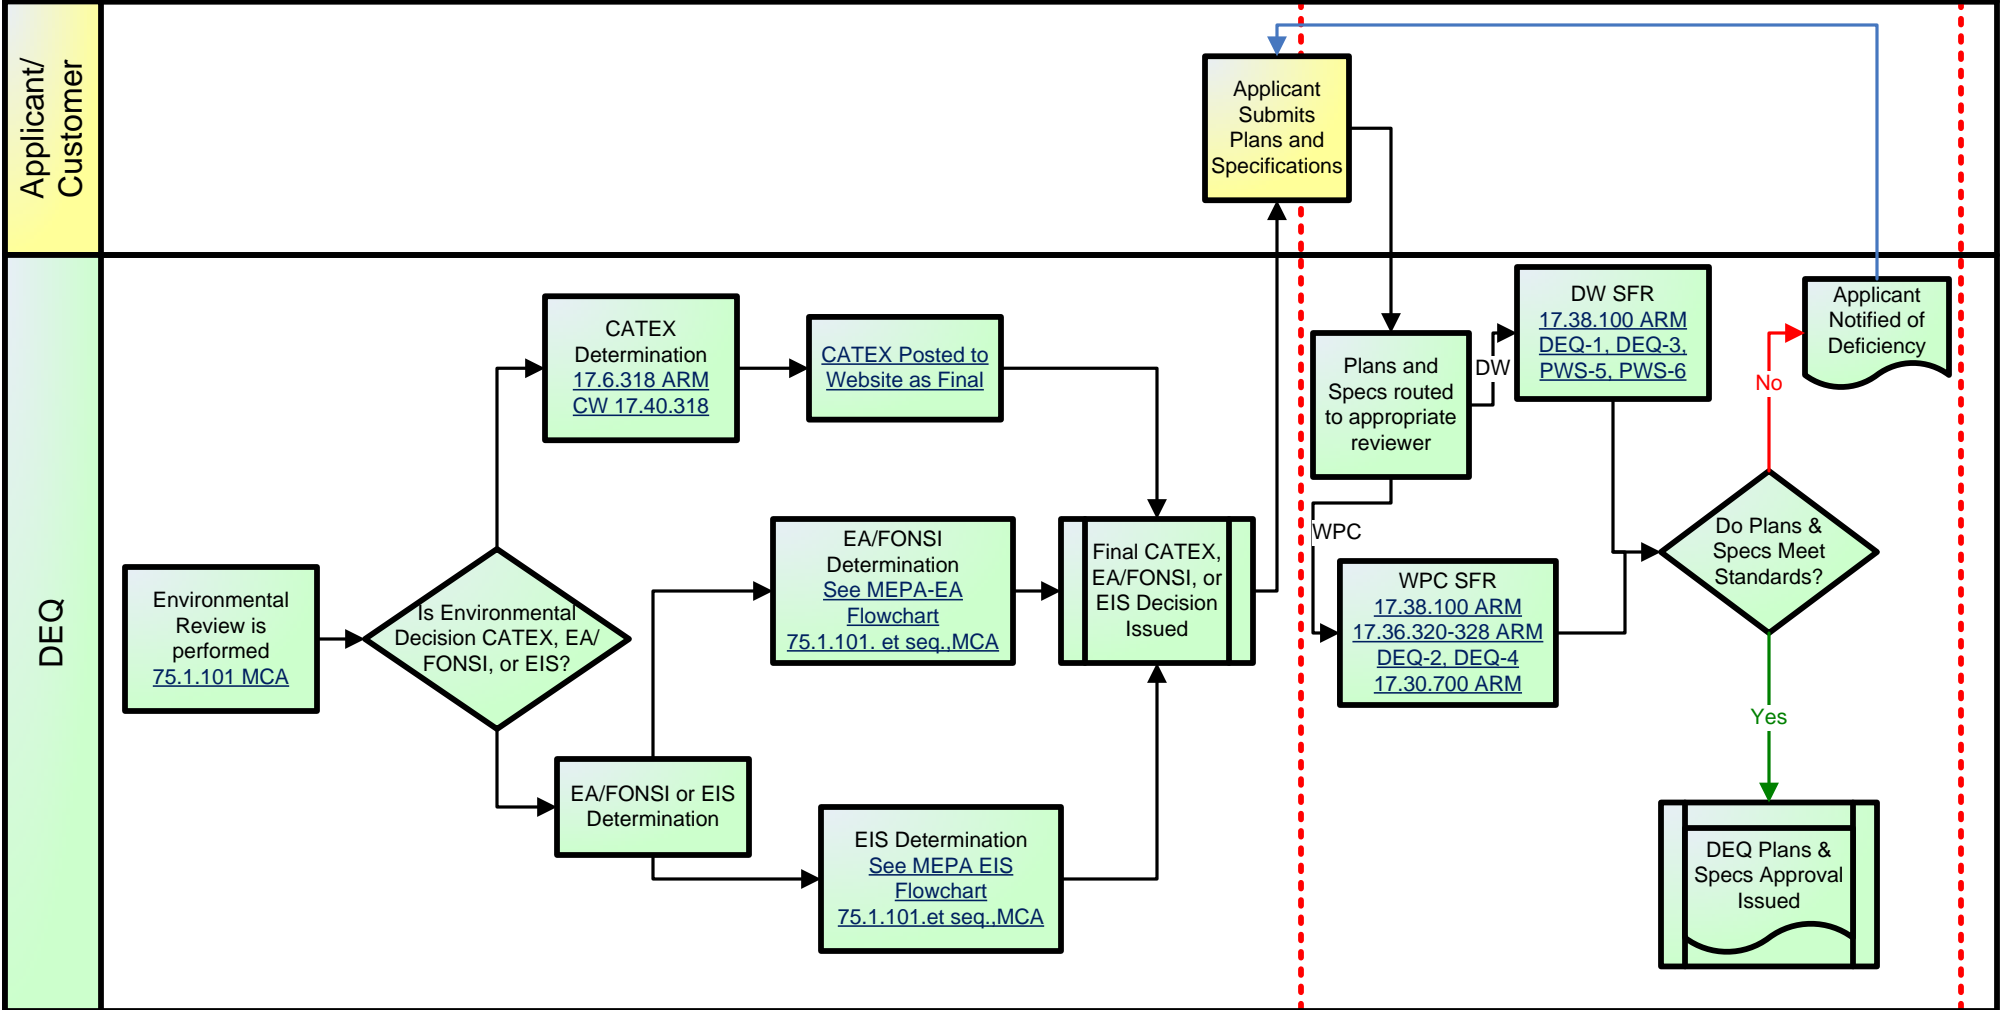 Applicant/
Customer
Applicant
Submits
Plans and
Specifications
DEQ
Environmental
Review is
performed
75.1.101 MCA
Is Environmental
Decision CATEX, EA/
FONSI, or EIS?
CATEX
Determination
17.6.318 ARM
CW 17.40.318
CATEX Posted to
Website as Final
EA/FONSI or EIS
Determination
EA/FONSI
Determination
See MEPA-EA
Flowchart
75.1.101. et seq.,MCA
EIS Determination
See MEPA EIS
Flowchart
75.1.101.et seq.,MCA
Final CATEX,
EA/FONSI, or
EIS Decision
Issued
Plans and
Specs routed
to appropriate
reviewer
DW
WPC
DW SFR
17.38.100 ARM
DEQ-1, DEQ-3,
PWS-5, PWS-6
WPC SFR
17.38.100 ARM
17.36.320-328 ARM
DEQ-2, DEQ-4
17.30.700 ARM
Do Plans &
Specs Meet
Standards?
No
Applicant
Notified of
Deficiency
Yes
DEQ Plans &
Specs Approval
Issued